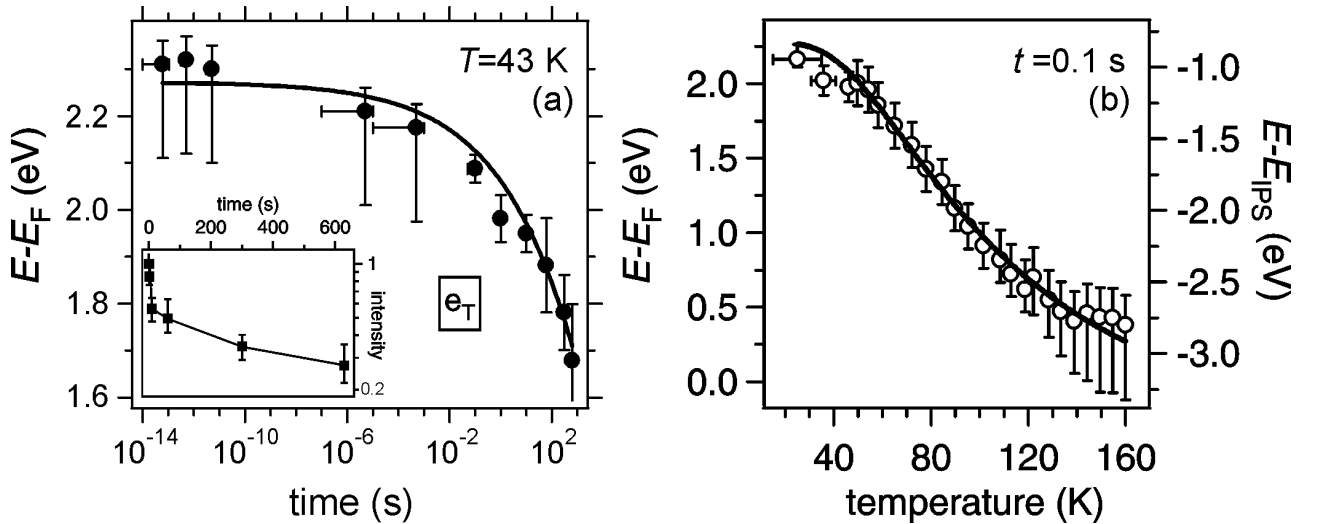 T=43 K
(a)
E-E_F (eV)
2.2
2.0
1.8
1.6
time (s)
0 200 400 600
1
intensity
0.2
e_T
10^-14 10^-10 10^-6 10^-2 10^2
time (s)
t =0.1 s
(b)
E-E_F (eV)
2.0
1.5
1.0
0.5
0.0
-1.0
-1.5
-2.0
-2.5
-3.0
E-E_IPS (eV)
40 80 120 160
temperature (K)